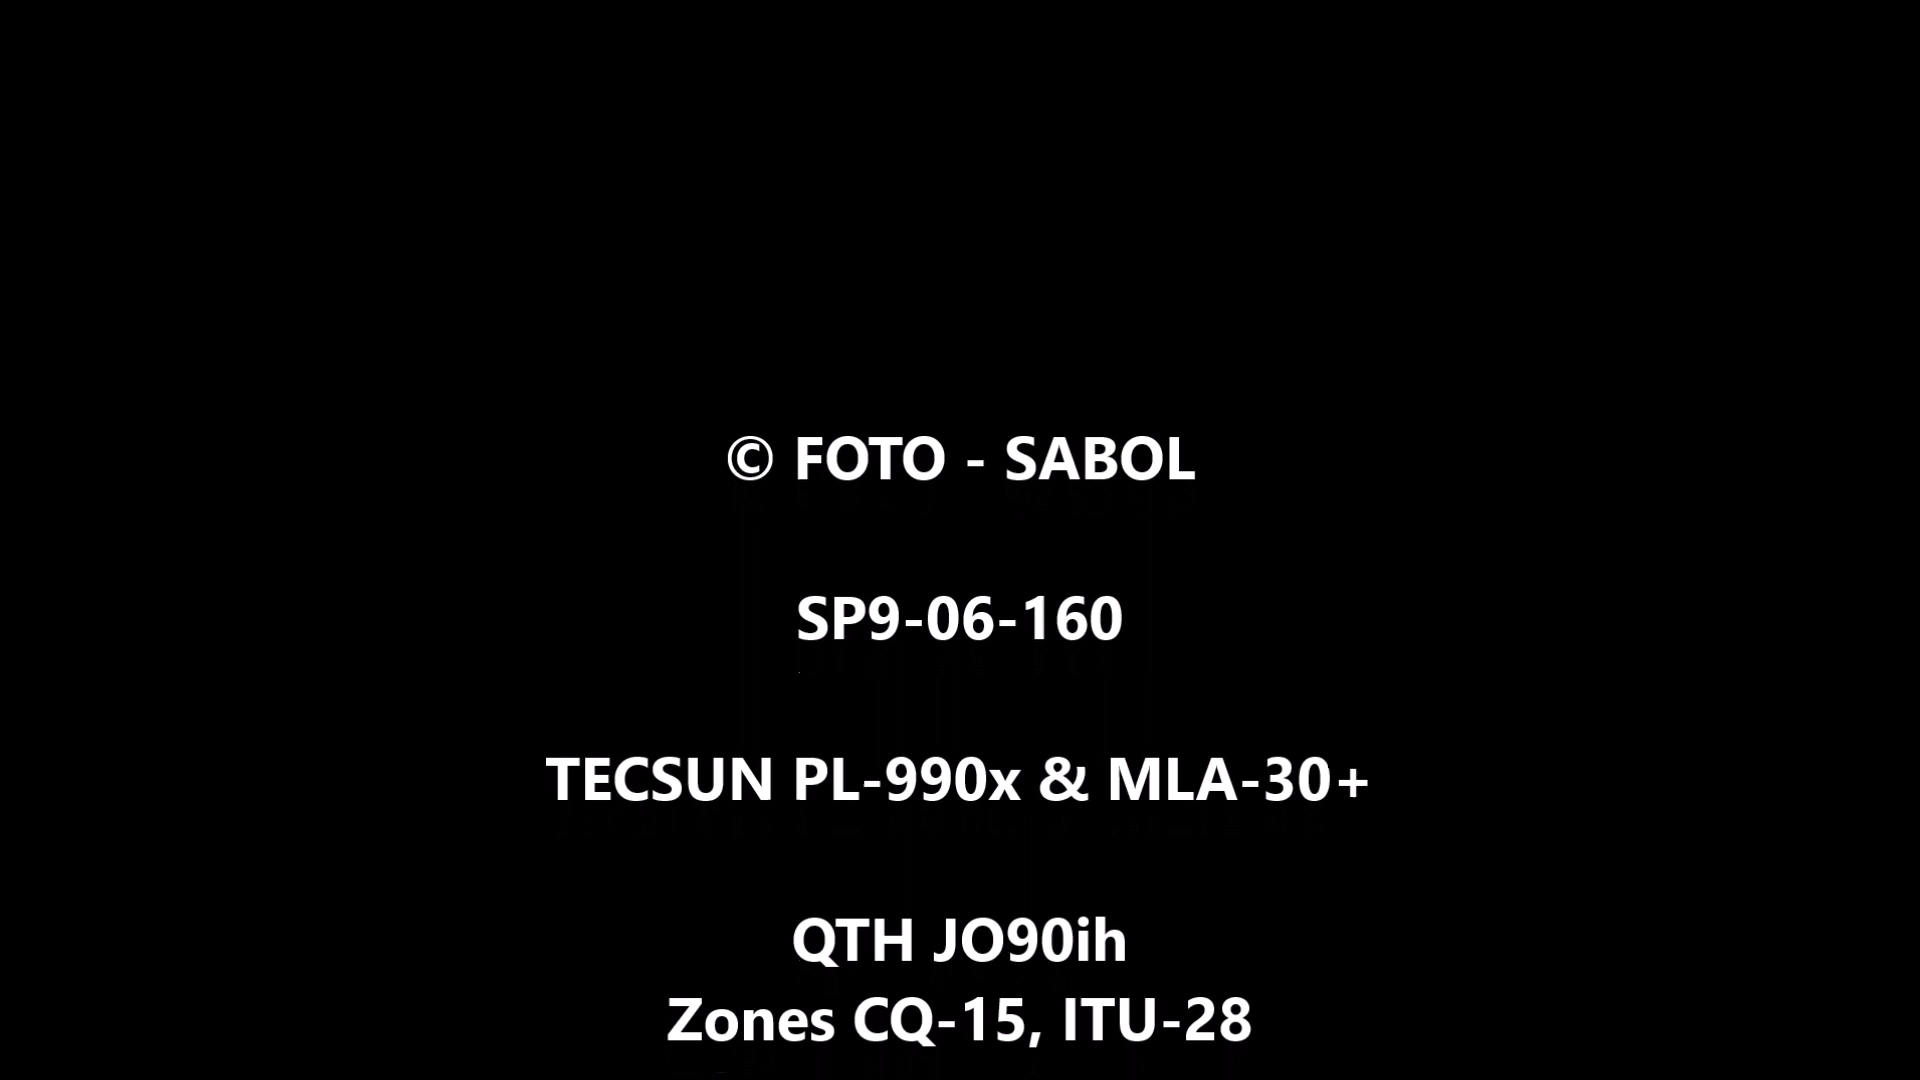 © FOTO - SABOL
SP9-06-160
TECSUN PL-990x & MLA-30+
QTH JO90ih
Zones CQ-15, ITU-28